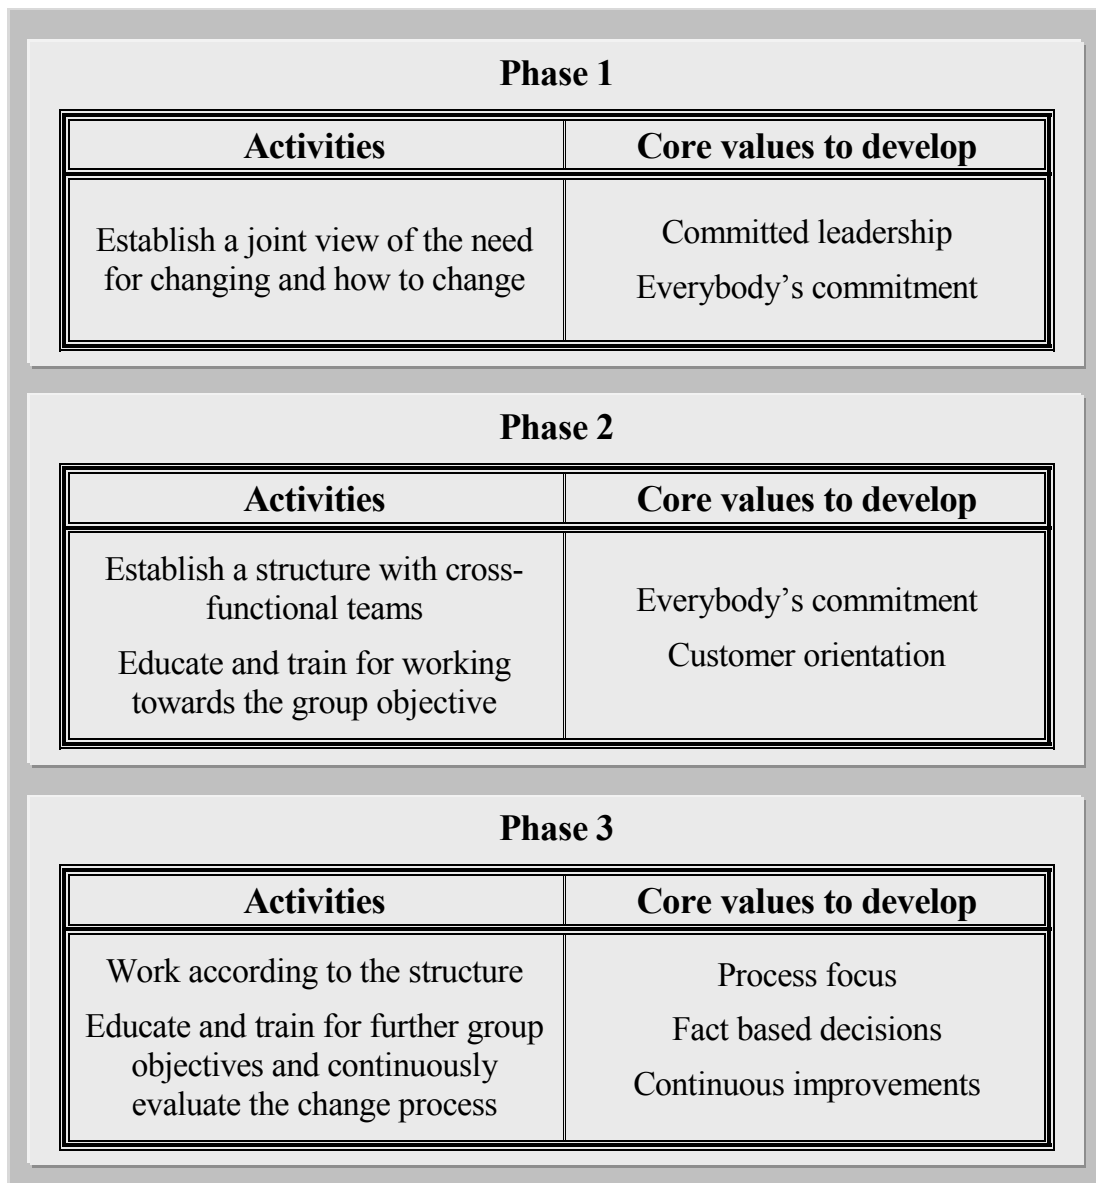 Phase 1
Activities
Core values to develop
Establish a joint view of the need
for changing and how to change
Committed leadership
Everybody’s commitment
Phase 2
Activities
Core values to develop
Establish a structure with cross-
functional teams
Educate and train for working
towards the group objective
Everybody’s commitment
Customer orientation
Phase 3
Activities
Core values to develop
Work according to the structure
Educate and train for further group
objectives and continuously
evaluate the change process
Process focus
Fact based decisions
Continuous improvements